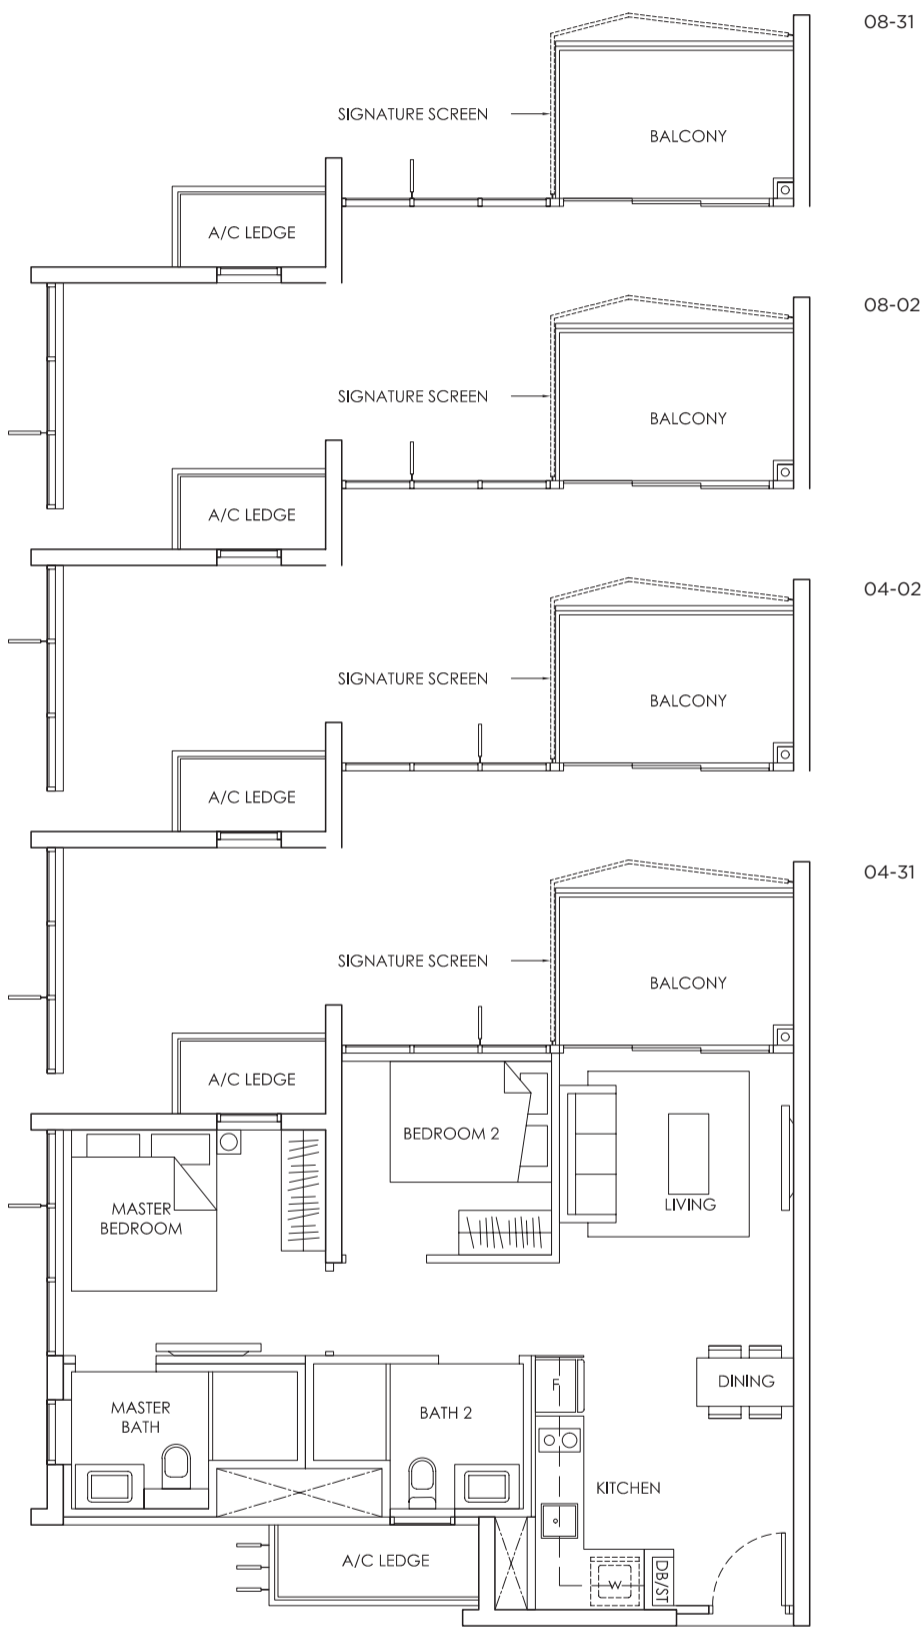 08-31
SIGNATURE SCREEN
BALCONY
A/C LEDGE
08-02
SIGNATURE SCREEN
BALCONY
A/C LEDGE
04-02
SIGNATURE SCREEN
BALCONY
A/C LEDGE
04-31
SIGNATURE SCREEN
BALCONY
A/C LEDGE
BEDROOM 2
MASTER
BEDROOM
LIVING
F
DINING
MASTER
BATH
BATH 2
KITCHEN
A/C LEDGE
W
DB/ST